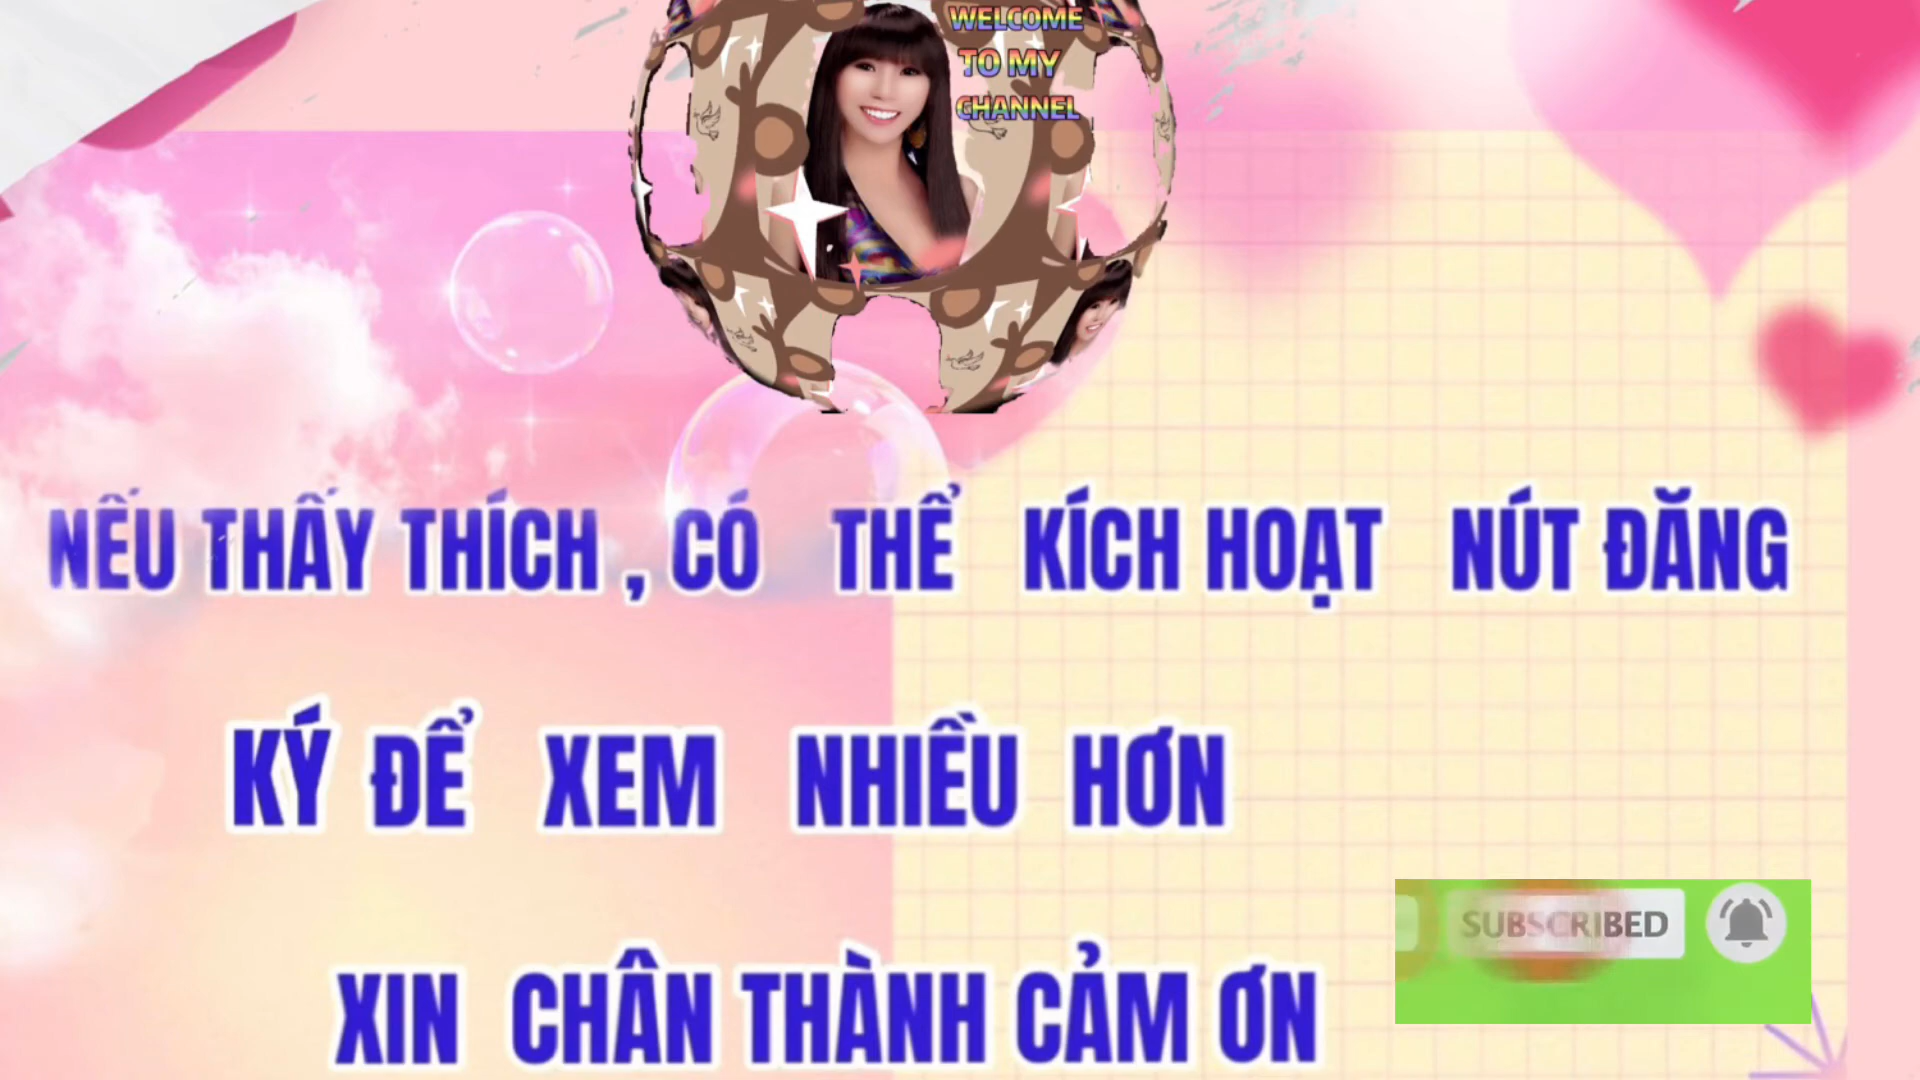 WELCOME
TO MY
CHANNEL
NẾU THẤY THÍCH , CÓ THỂ KÍCH HOẠT NÚT ĐĂNG
KÝ ĐỂ XEM NHIỀU HƠN
XIN CHÂN THÀNH CẢM ƠN
SUBSCRIBED